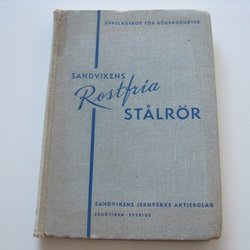 UPPSLAGSBOK FÖR RÖRPRODUKTER
SANDVIKENS
Rostfria
STÅLRÖR
SANDVIKENS JERNVERKS AKTIEBOLAG
SANDVIKEN · SVERIGE